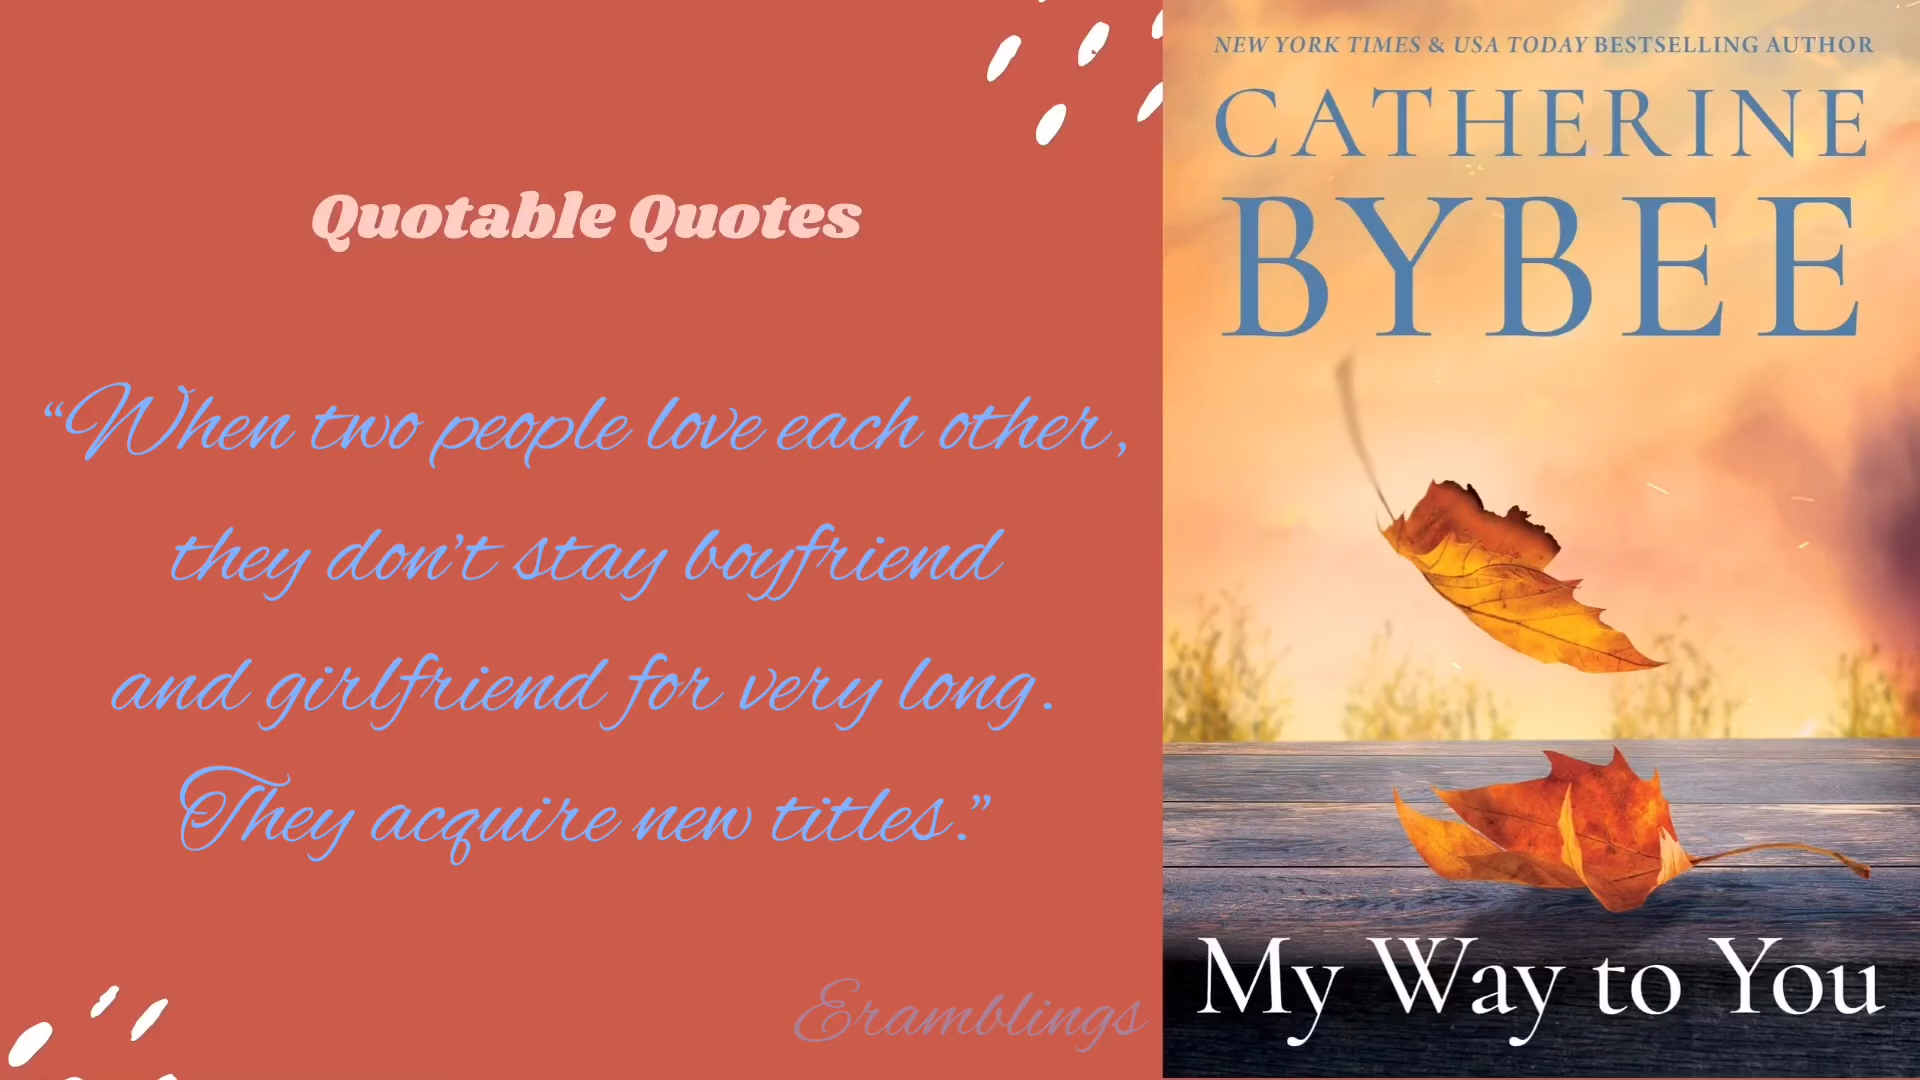 Quotable Quotes
“When two people love each other,
they don’t stay boyfriend
and girlfriend for very long.
They acquire new titles.”
Eramblings
NEW YORK TIMES & USA TODAY BESTSELLING AUTHOR
CATHERINE
BYBEE
My Way to You